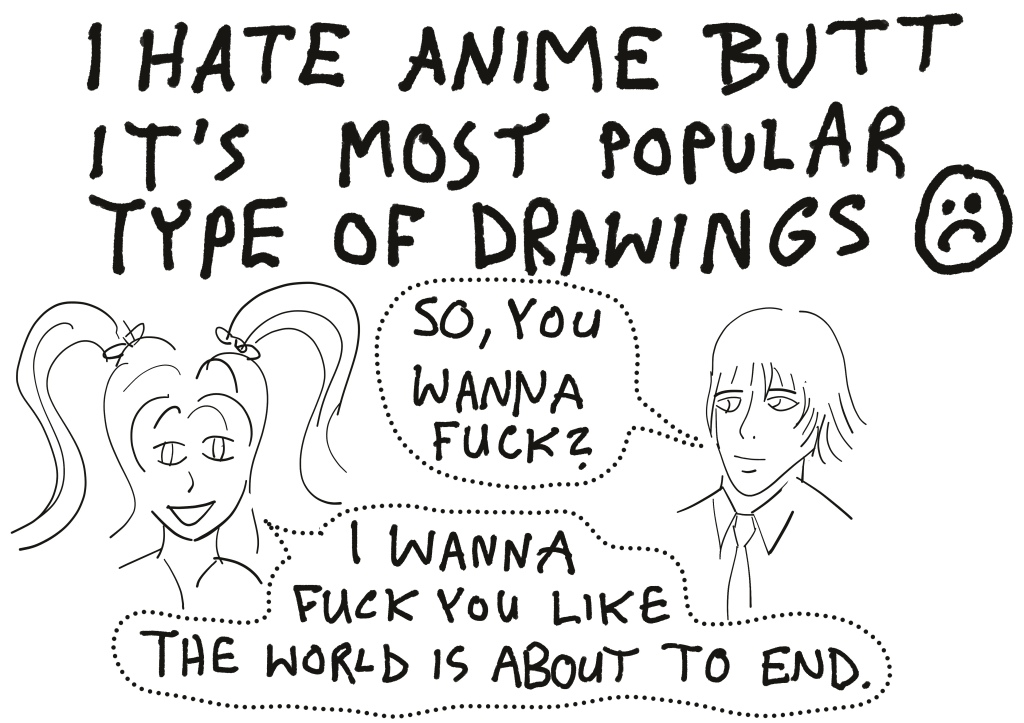 I HATE ANIME BUTT
IT'S MOST POPULAR
TYPE OF DRAWINGS
SO, YOU
WANNA
FUCK?
I WANNA
FUCK YOU LIKE
THE WORLD IS ABOUT TO END.